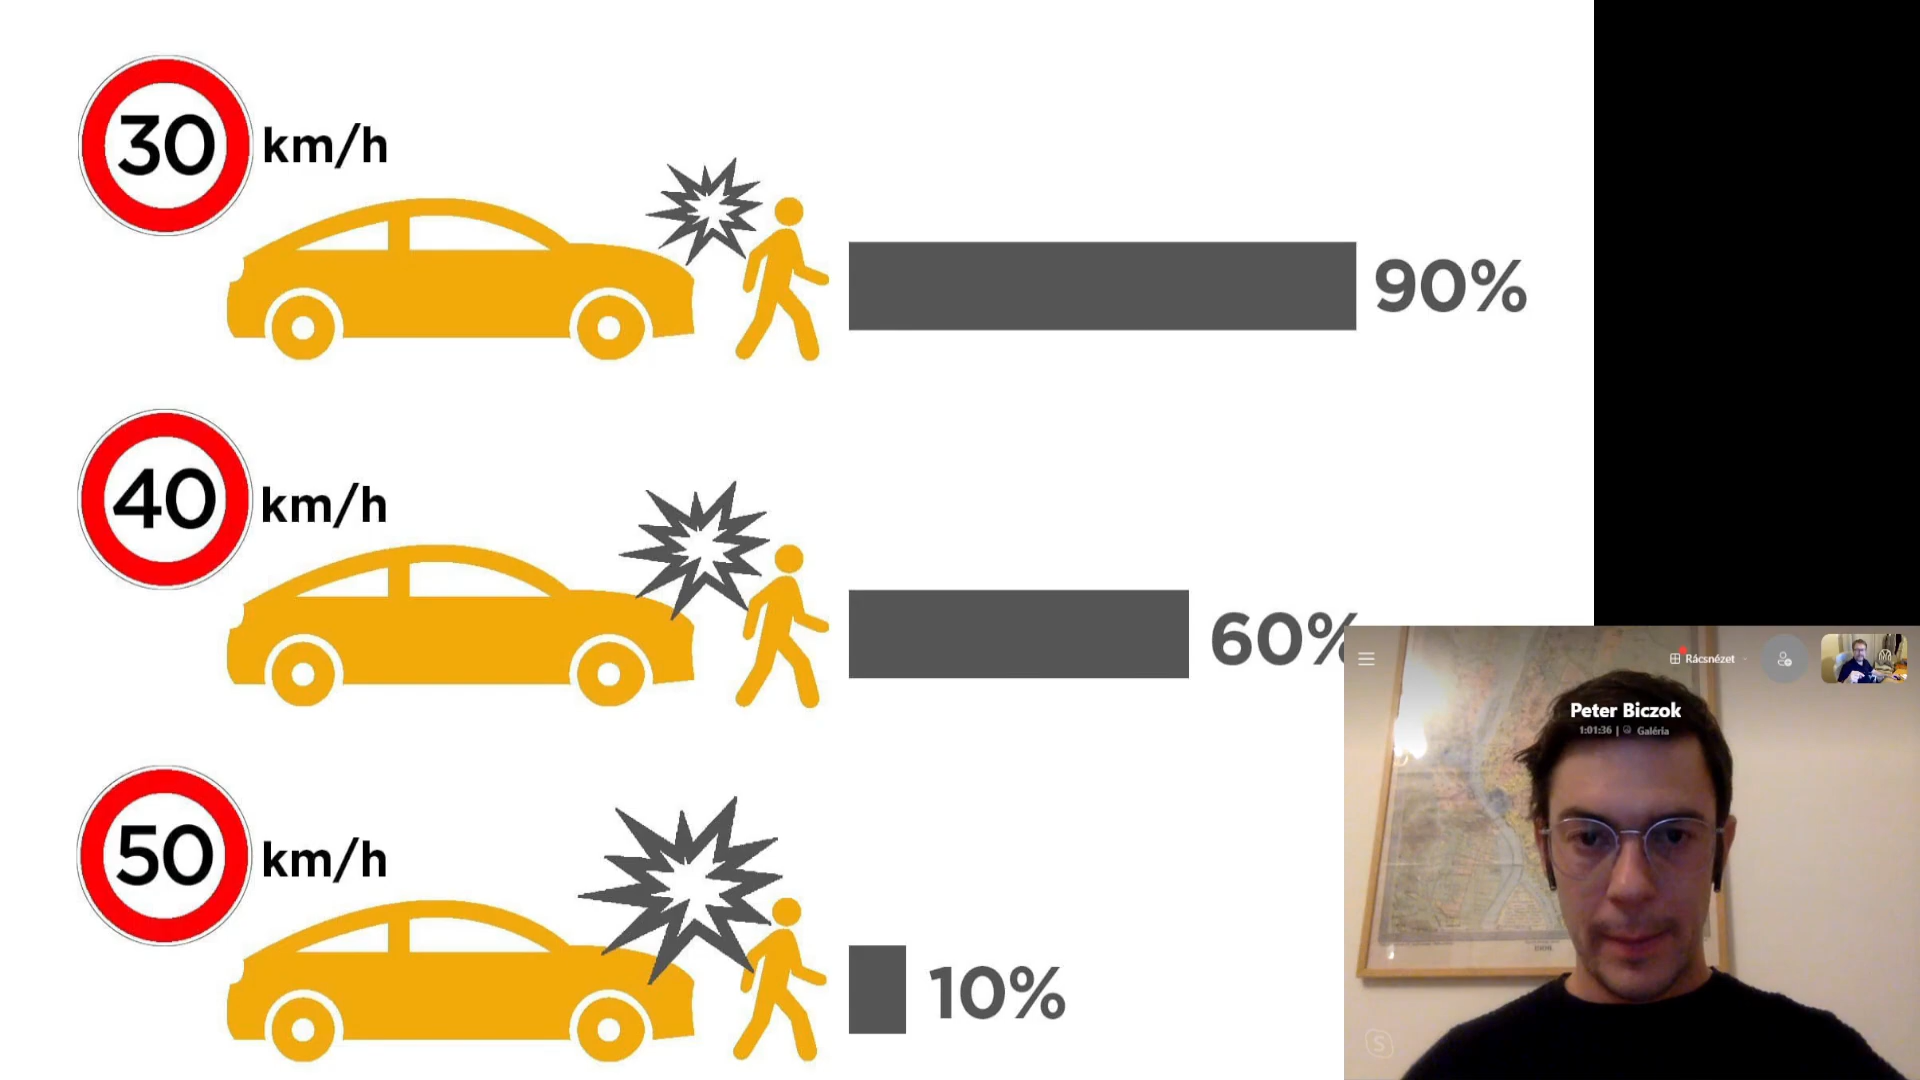 30 km/h
90%
40 km/h
60%
Rácsnézet
Peter Biczok
1:01:36 | Galéria
50 km/h
10%